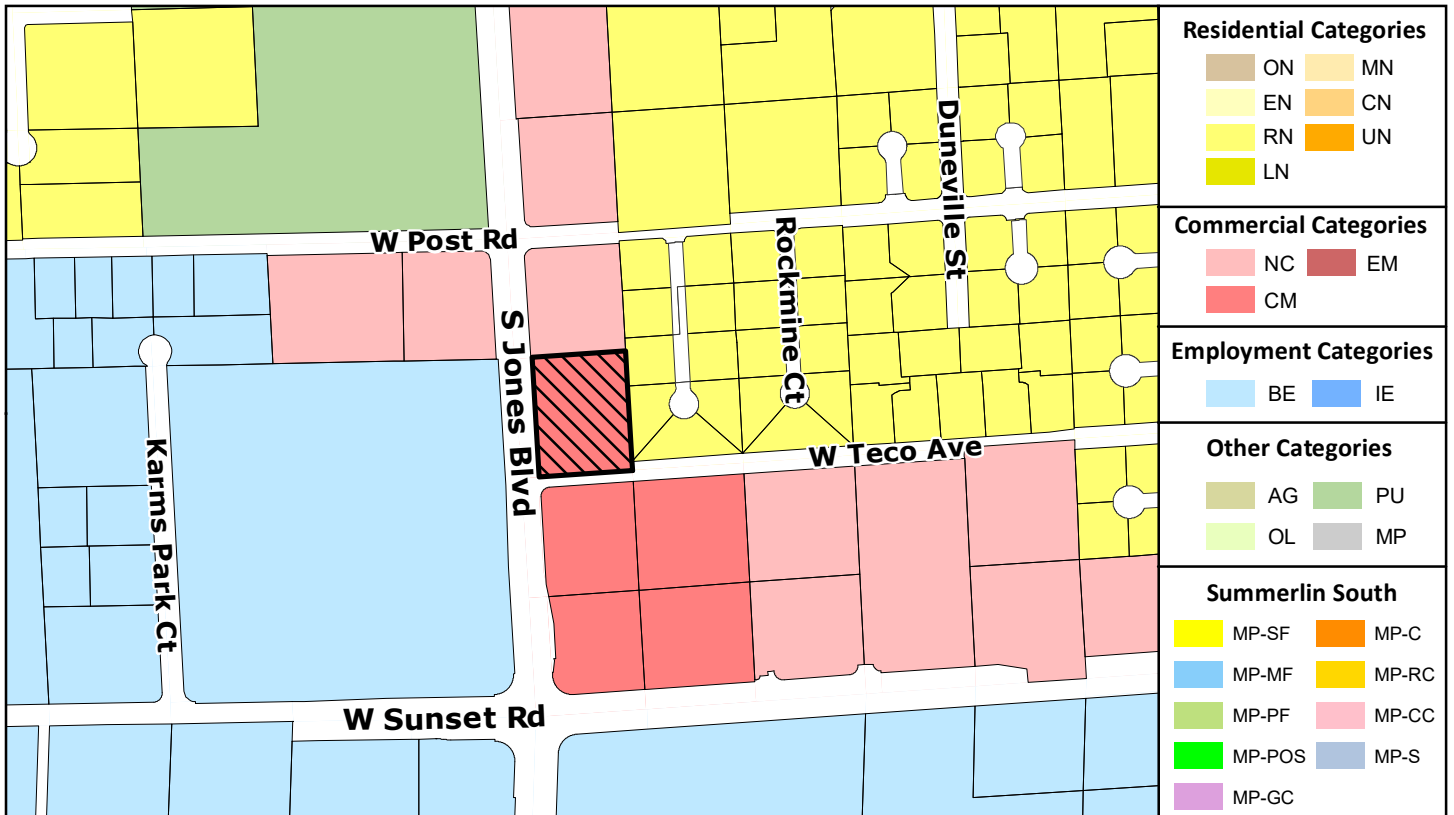 W Post Rd
S Jones Blvd
Rockmine Ct
Duneville St
W Teco Ave
Karms Park Ct
W Sunset Rd
Residential Categories
ON MN
EN CN
RN UN
LN
Commercial Categories
NC EM
CM
Employment Categories
BE IE
Other Categories
AG PU
OL MP
Summerlin South
MP-SF MP-C
MP-MF MP-RC
MP-PF MP-CC
MP-POS MP-S
MP-GC